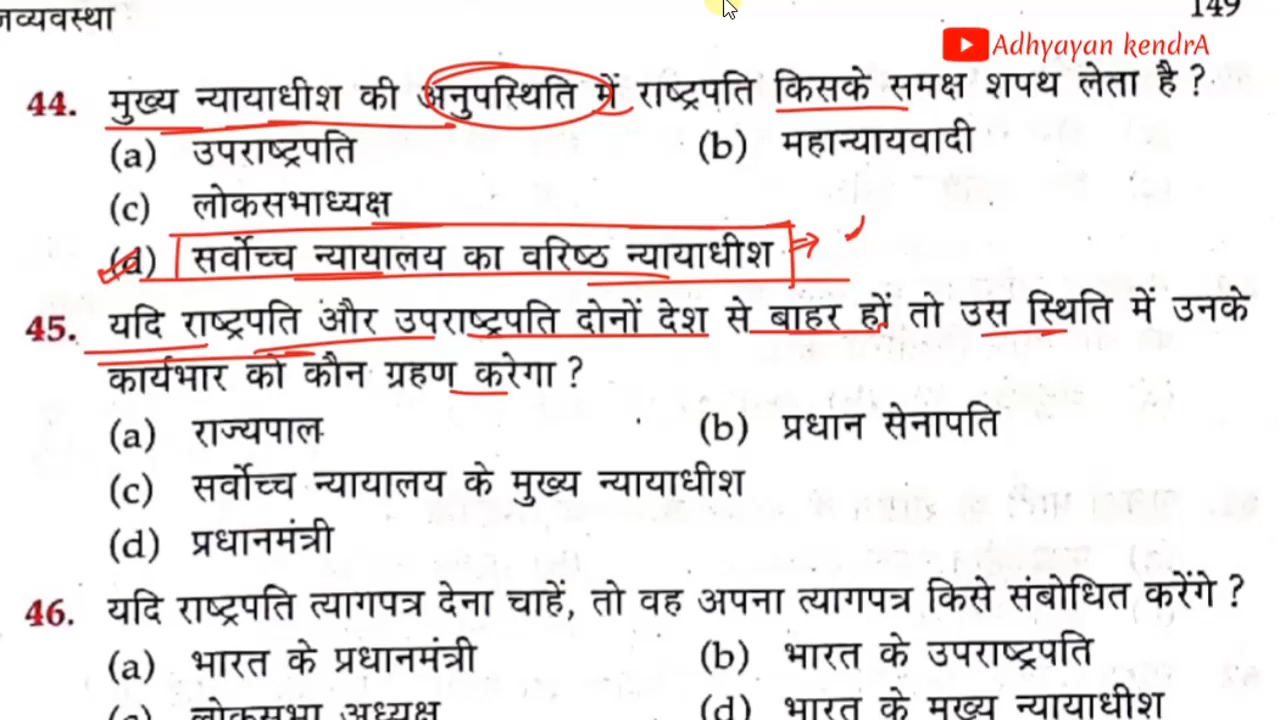 149
Adhyayan kendrA
44. मुख्य न्यायाधीश की अनुपस्थिति में राष्ट्रपति किसके समक्ष शपथ लेता है ?
(a) उपराष्ट्रपति (b) महान्यायवादी
(c) लोकसभाध्यक्ष
(d) सर्वोच्च न्यायालय का वरिष्ठ न्यायाधीश
45. यदि राष्ट्रपति और उपराष्ट्रपति दोनों देश से बाहर हों तो उस स्थिति में उनके
कार्यभार को कौन ग्रहण करेगा ?
(a) राज्यपाल (b) प्रधान सेनापति
(c) सर्वोच्च न्यायालय के मुख्य न्यायाधीश
(d) प्रधानमंत्री
46. यदि राष्ट्रपति त्यागपत्र देना चाहें, तो वह अपना त्यागपत्र किसे संबोधित करेंगे ?
(a) भारत के प्रधानमंत्री (b) भारत के उपराष्ट्रपति
(c) लोकसभा अध्यक्ष (d) भारत के मुख्य न्यायाधीश